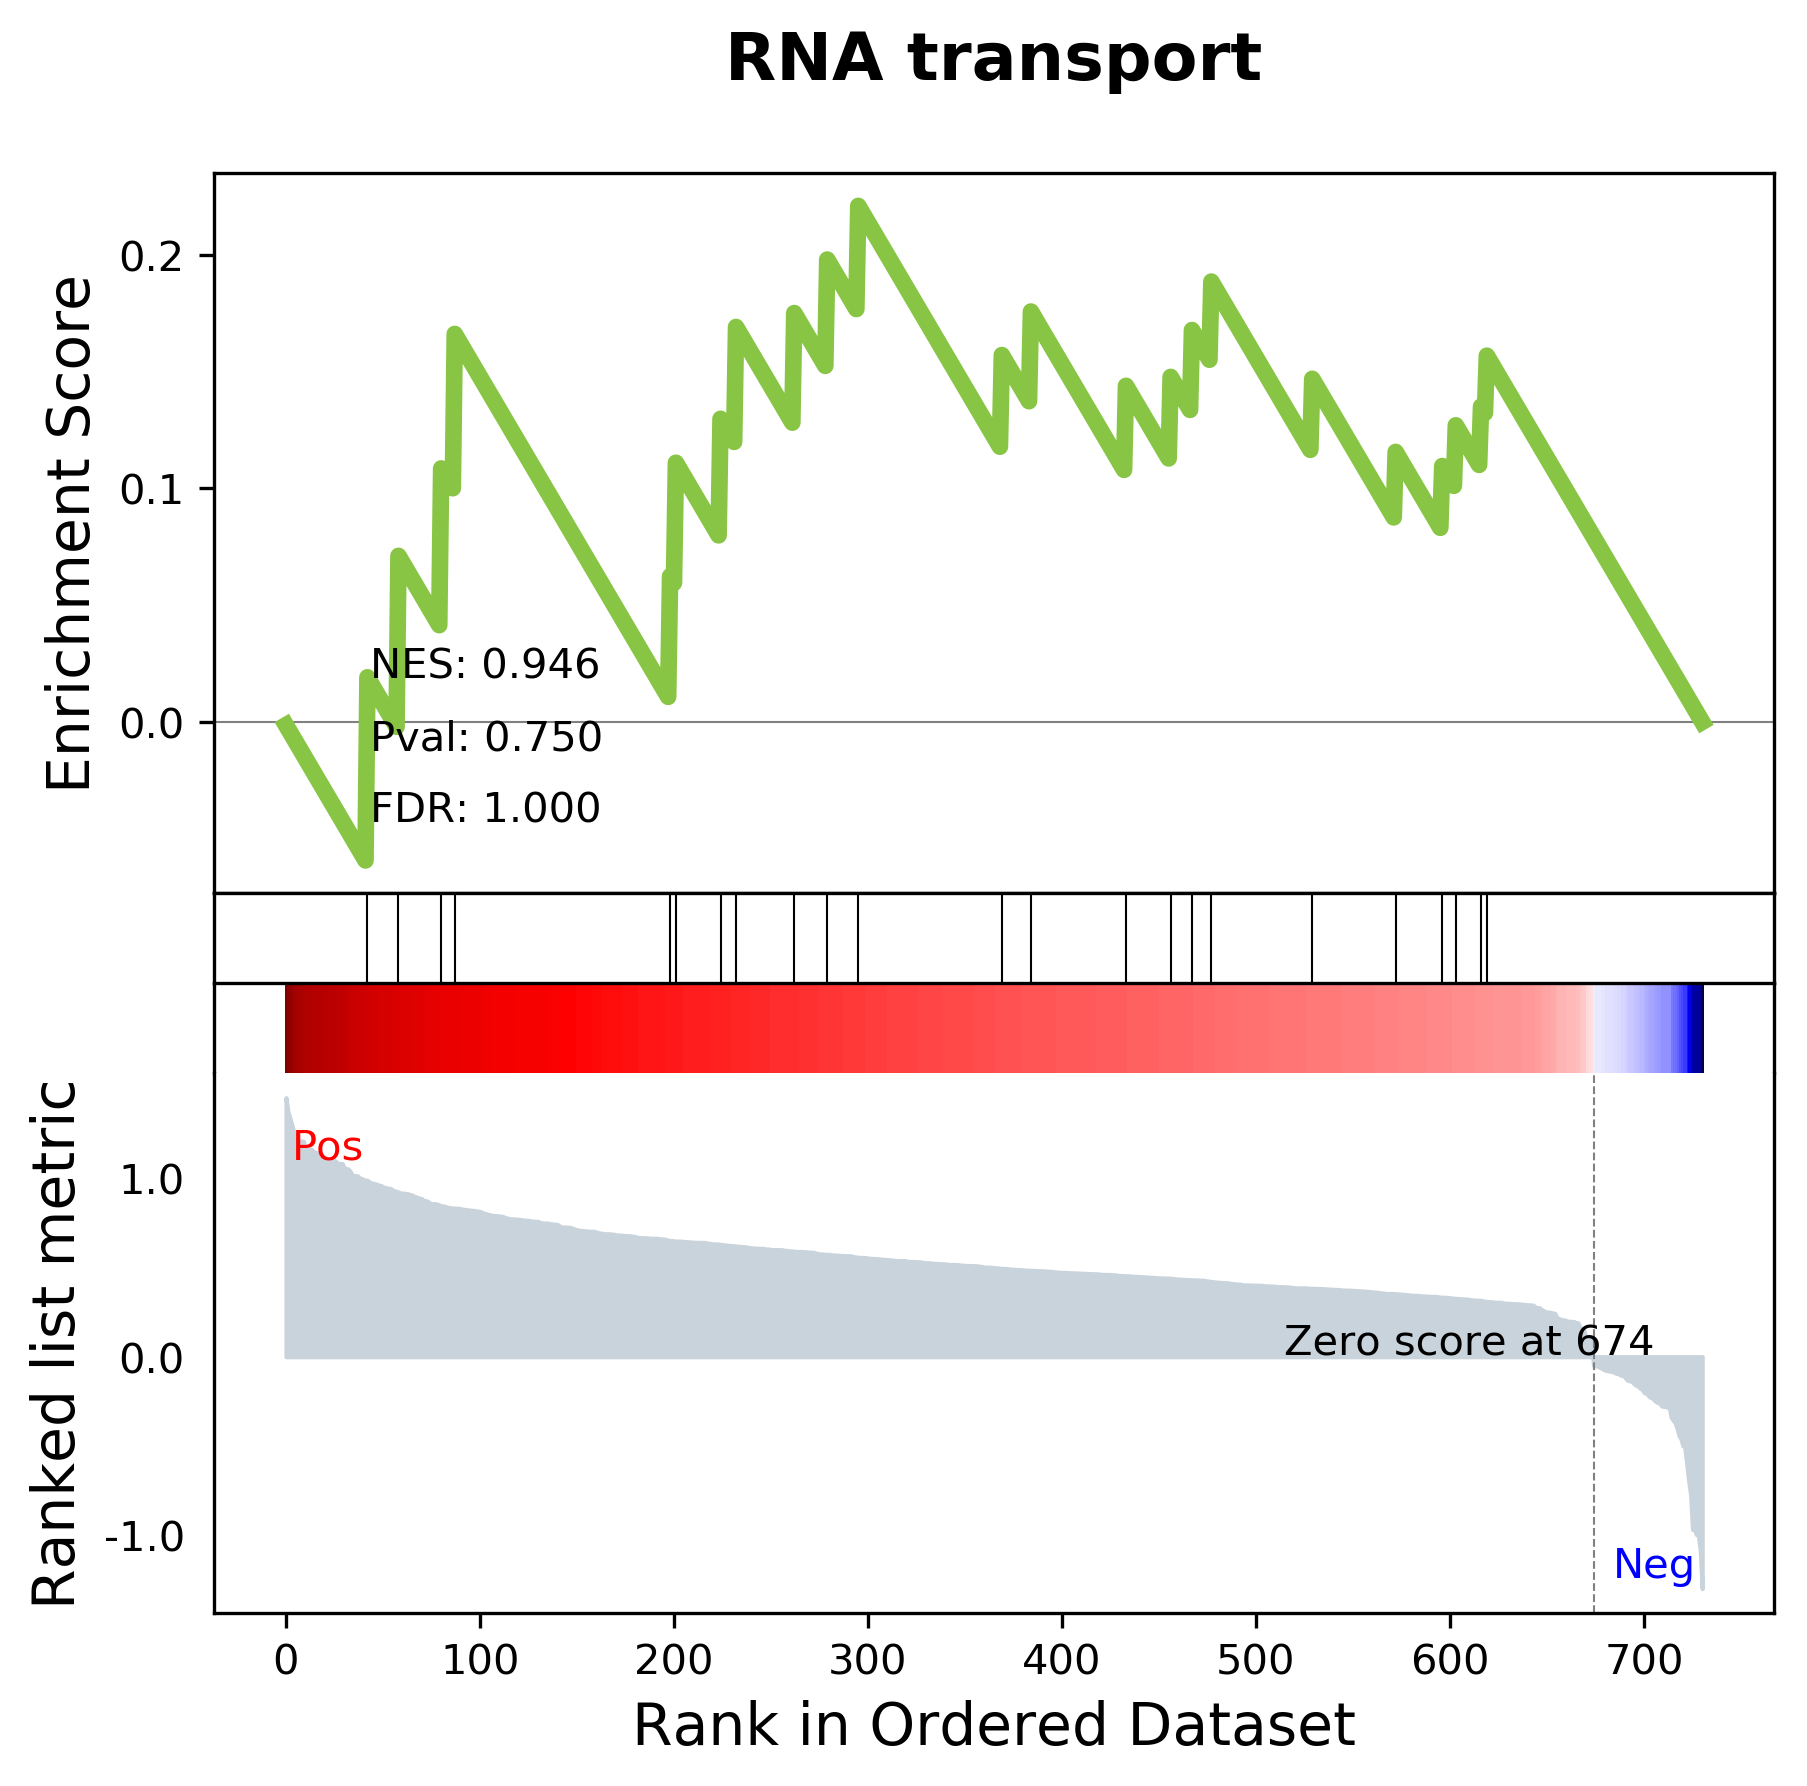 RNA transport
Enrichment Score
0.2
0.1
0.0
NES: 0.946
Pval: 0.750
FDR: 1.000
Ranked list metric
1.0
0.0
-1.0
Pos
Zero score at 674
Neg
0 100 200 300 400 500 600 700
Rank in Ordered Dataset